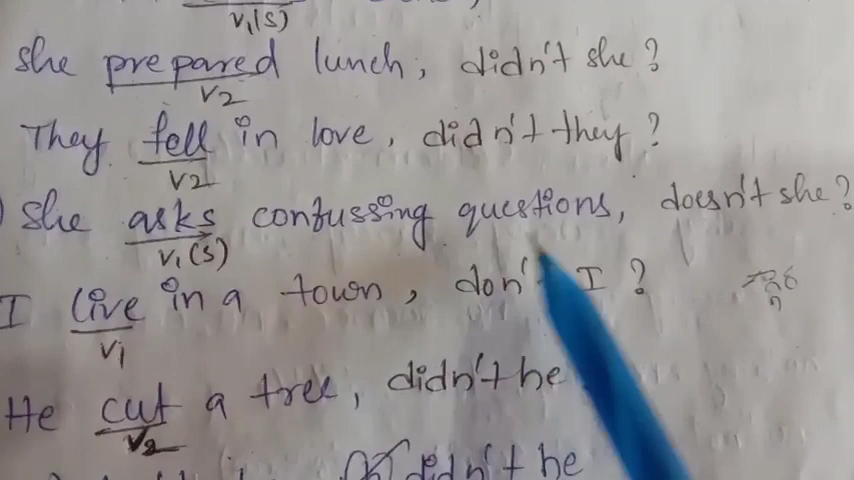 V1(S)
She prepared lunch, didn't she?
V2
They fell in love, didn't they?
V2
) She asks confussing questions, doesn't she?
V1(S)
I live in a town, don't I?
V1
He cut a tree, didn't he
V2
didn't he